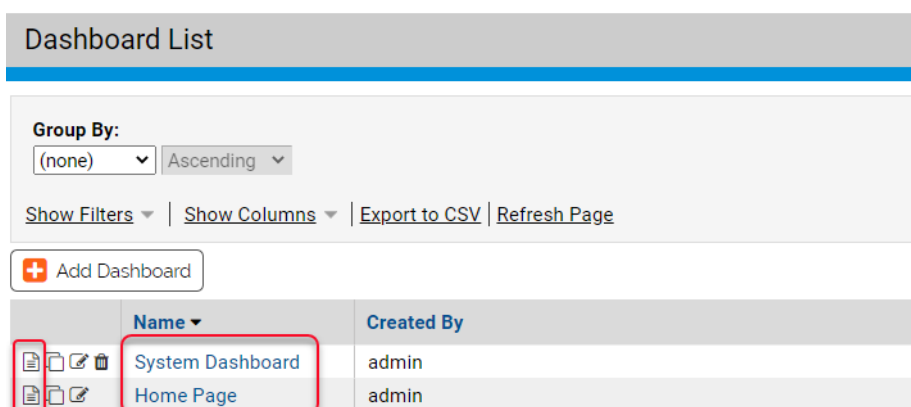 Dashboard List
Group By:
(none) Ascending
Show Filters | Show Columns | Export to CSV | Refresh Page
Add Dashboard
Name Created By
System Dashboard admin
Home Page admin